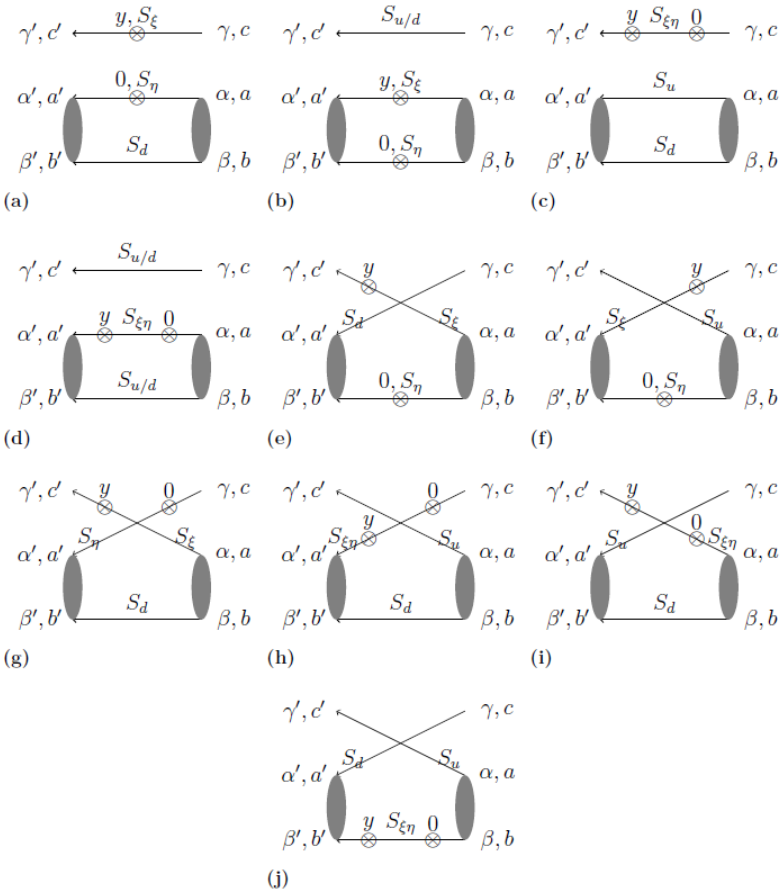 γ′, c′ y, S_ξ γ, c
α′, a′ 0, S_η α, a
β′, b′ S_d β, b
(a)
γ′, c′ S_{u/d} γ, c
α′, a′ y, S_ξ α, a
β′, b′ 0, S_η β, b
(b)
γ′, c′ y S_{ξη} 0 γ, c
α′, a′ S_u α, a
β′, b′ S_d β, b
(c)
γ′, c′ S_{u/d} γ, c
α′, a′ y S_{ξη} 0 α, a
β′, b′ S_{u/d} β, b
(d)
γ′, c′ y γ, c
α′, a′ S_d S_ξ α, a
β′, b′ 0, S_η β, b
(e)
γ′, c′ y γ, c
α′, a′ S_ξ S_u α, a
β′, b′ 0, S_η β, b
(f)
γ′, c′ y 0 γ, c
α′, a′ S_η S_ξ α, a
β′, b′ S_d β, b
(g)
γ′, c′ 0 γ, c
α′, a′ S_{ξη} y S_u α, a
β′, b′ S_d β, b
(h)
γ′, c′ y γ, c
α′, a′ S_u 0 S_{ξη} α, a
β′, b′ S_d β, b
(i)
γ′, c′ γ, c
α′, a′ S_d S_u α, a
β′, b′ y S_{ξη} 0 β, b
(j)